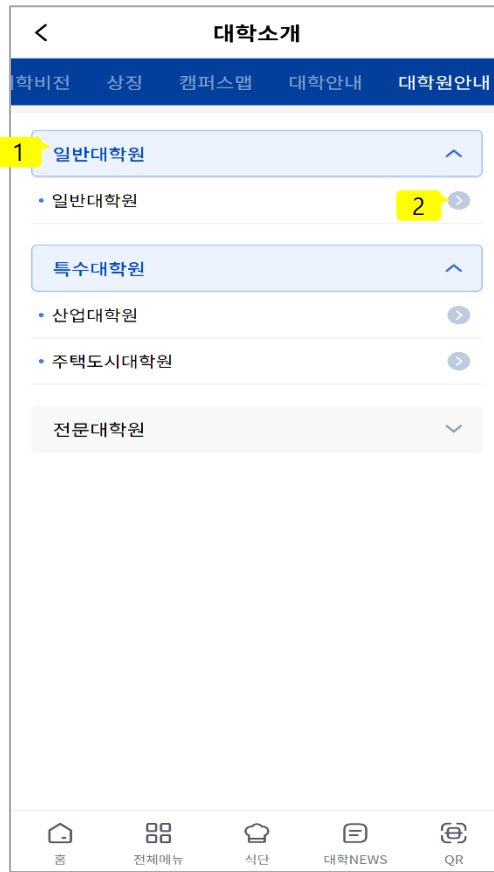 대학소개
학비전 상징 캠퍼스맵 대학안내 대학원안내
1 일반대학원
일반대학원 2
특수대학원
산업대학원
주택도시대학원
전문대학원
홈 전체메뉴 식단 대학NEWS QR